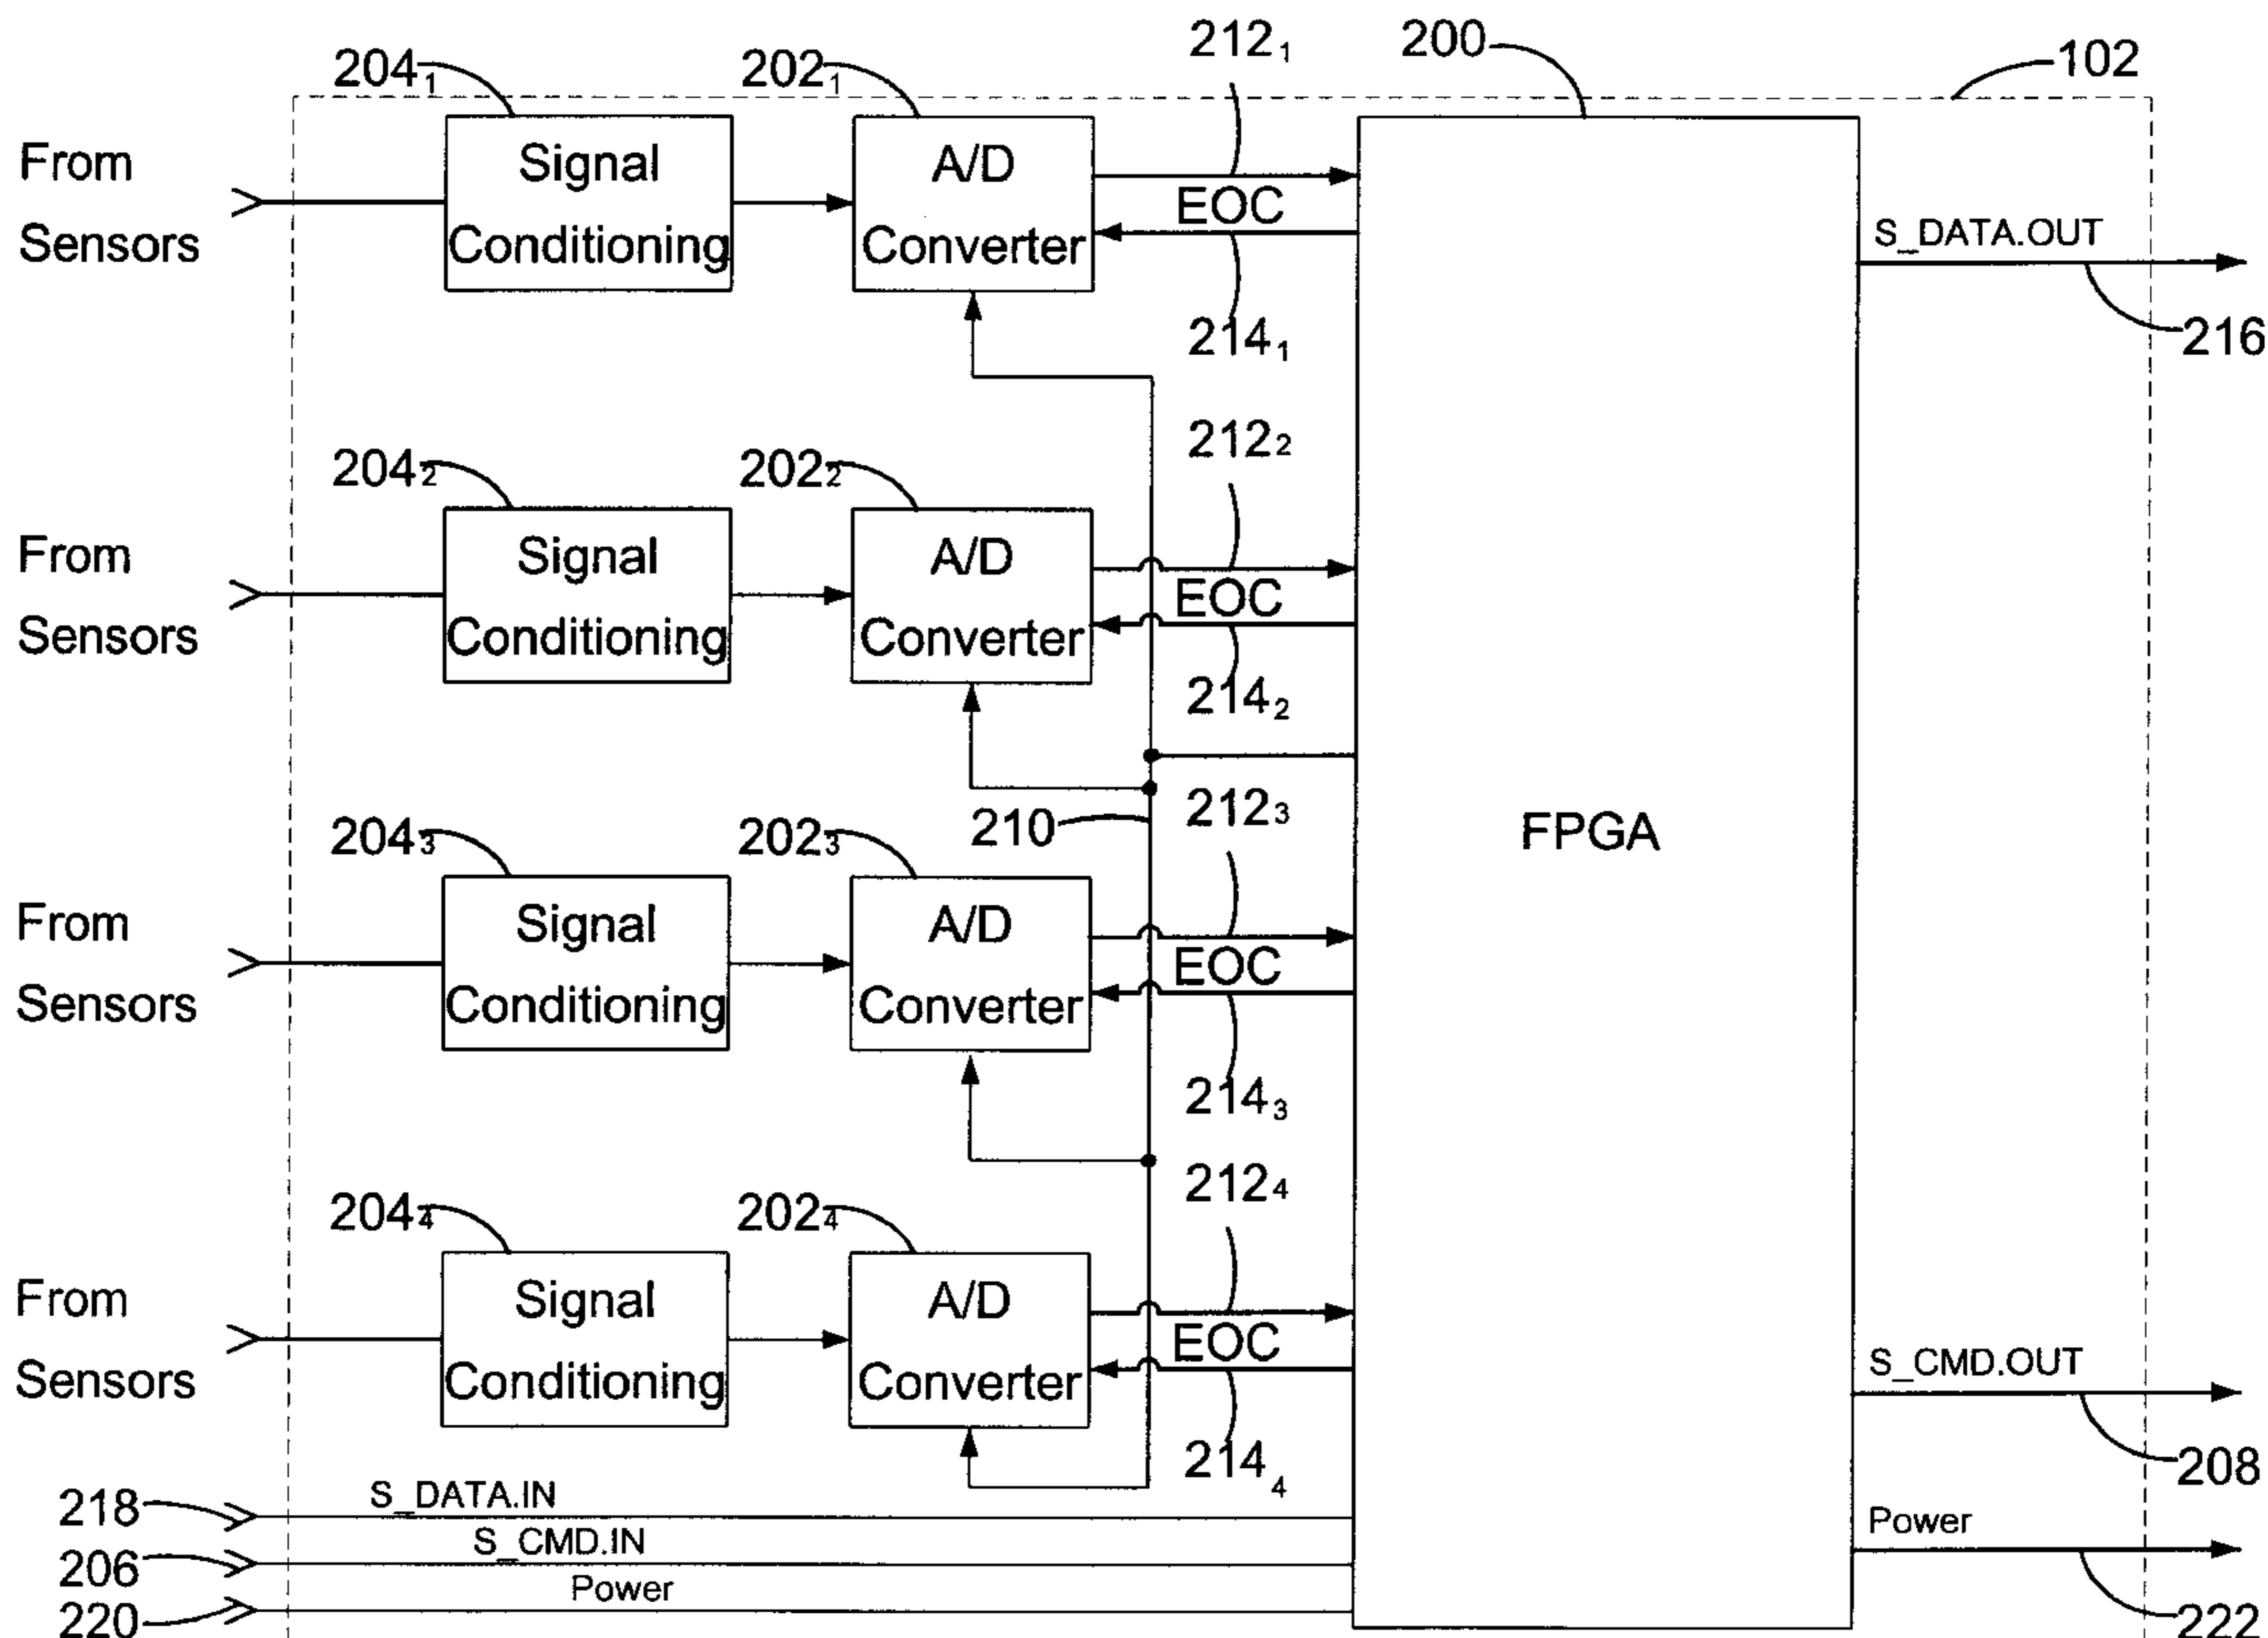 212₁
200
102
204₁
202₁
From
Sensors
Signal
Conditioning
A/D
Converter
EOC
214₁
S_DATA.OUT
216
212₂
204₂
202₂
From
Sensors
Signal
Conditioning
A/D
Converter
EOC
214₂
210
212₃
FPGA
204₃
202₃
From
Sensors
Signal
Conditioning
A/D
Converter
EOC
214₃
212₄
204₄
202₄
From
Sensors
Signal
Conditioning
A/D
Converter
EOC
214₄
S_CMD.OUT
208
218
S_DATA.IN
206
S_CMD.IN
220
Power
Power
222